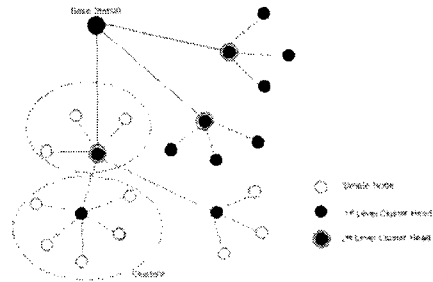 Base Station
Simple Node
1st Level Cluster Head
2nd Level Cluster Head
Clusters